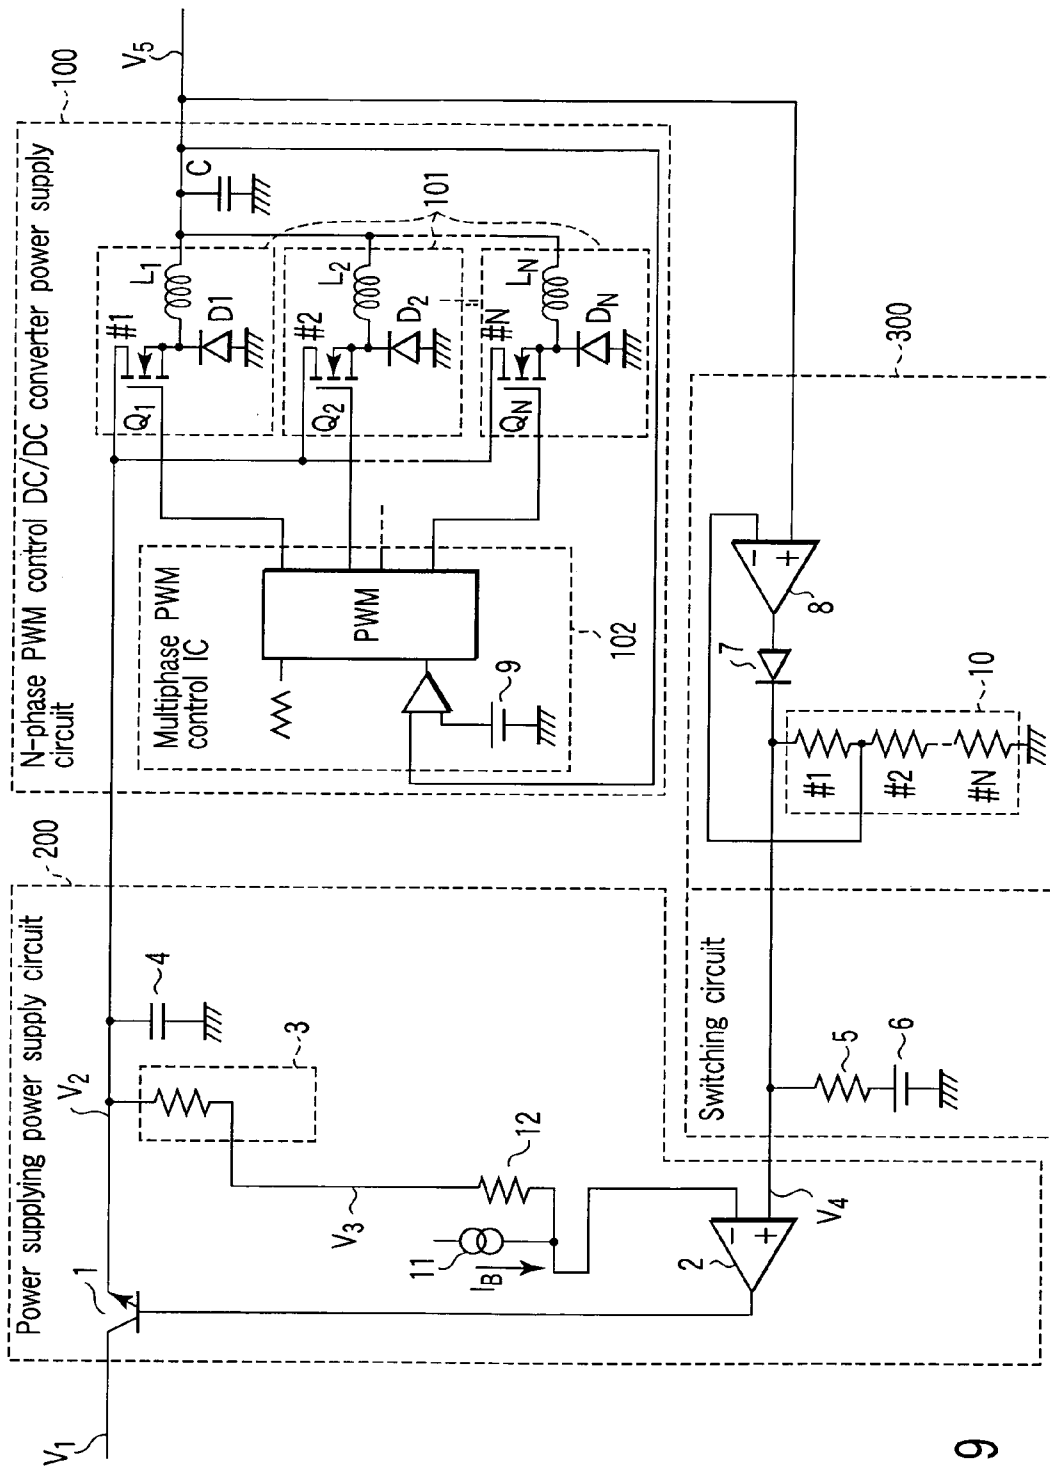 N-phase PWM control DC/DC converter power supply
circuit
100
V5
C
101
L1
#1
D1
Q1
L2
#2
D2
Q2
LN
#N
DN
QN
Multiphase PWM
control IC
PWM
102
9
Power supplying power supply circuit
200
V1
1
V2
4
3
V3
12
11
IB
2
−
+
V4
Switching circuit
5
6
300
7
8
−
+
10
#1
#2
#N
9